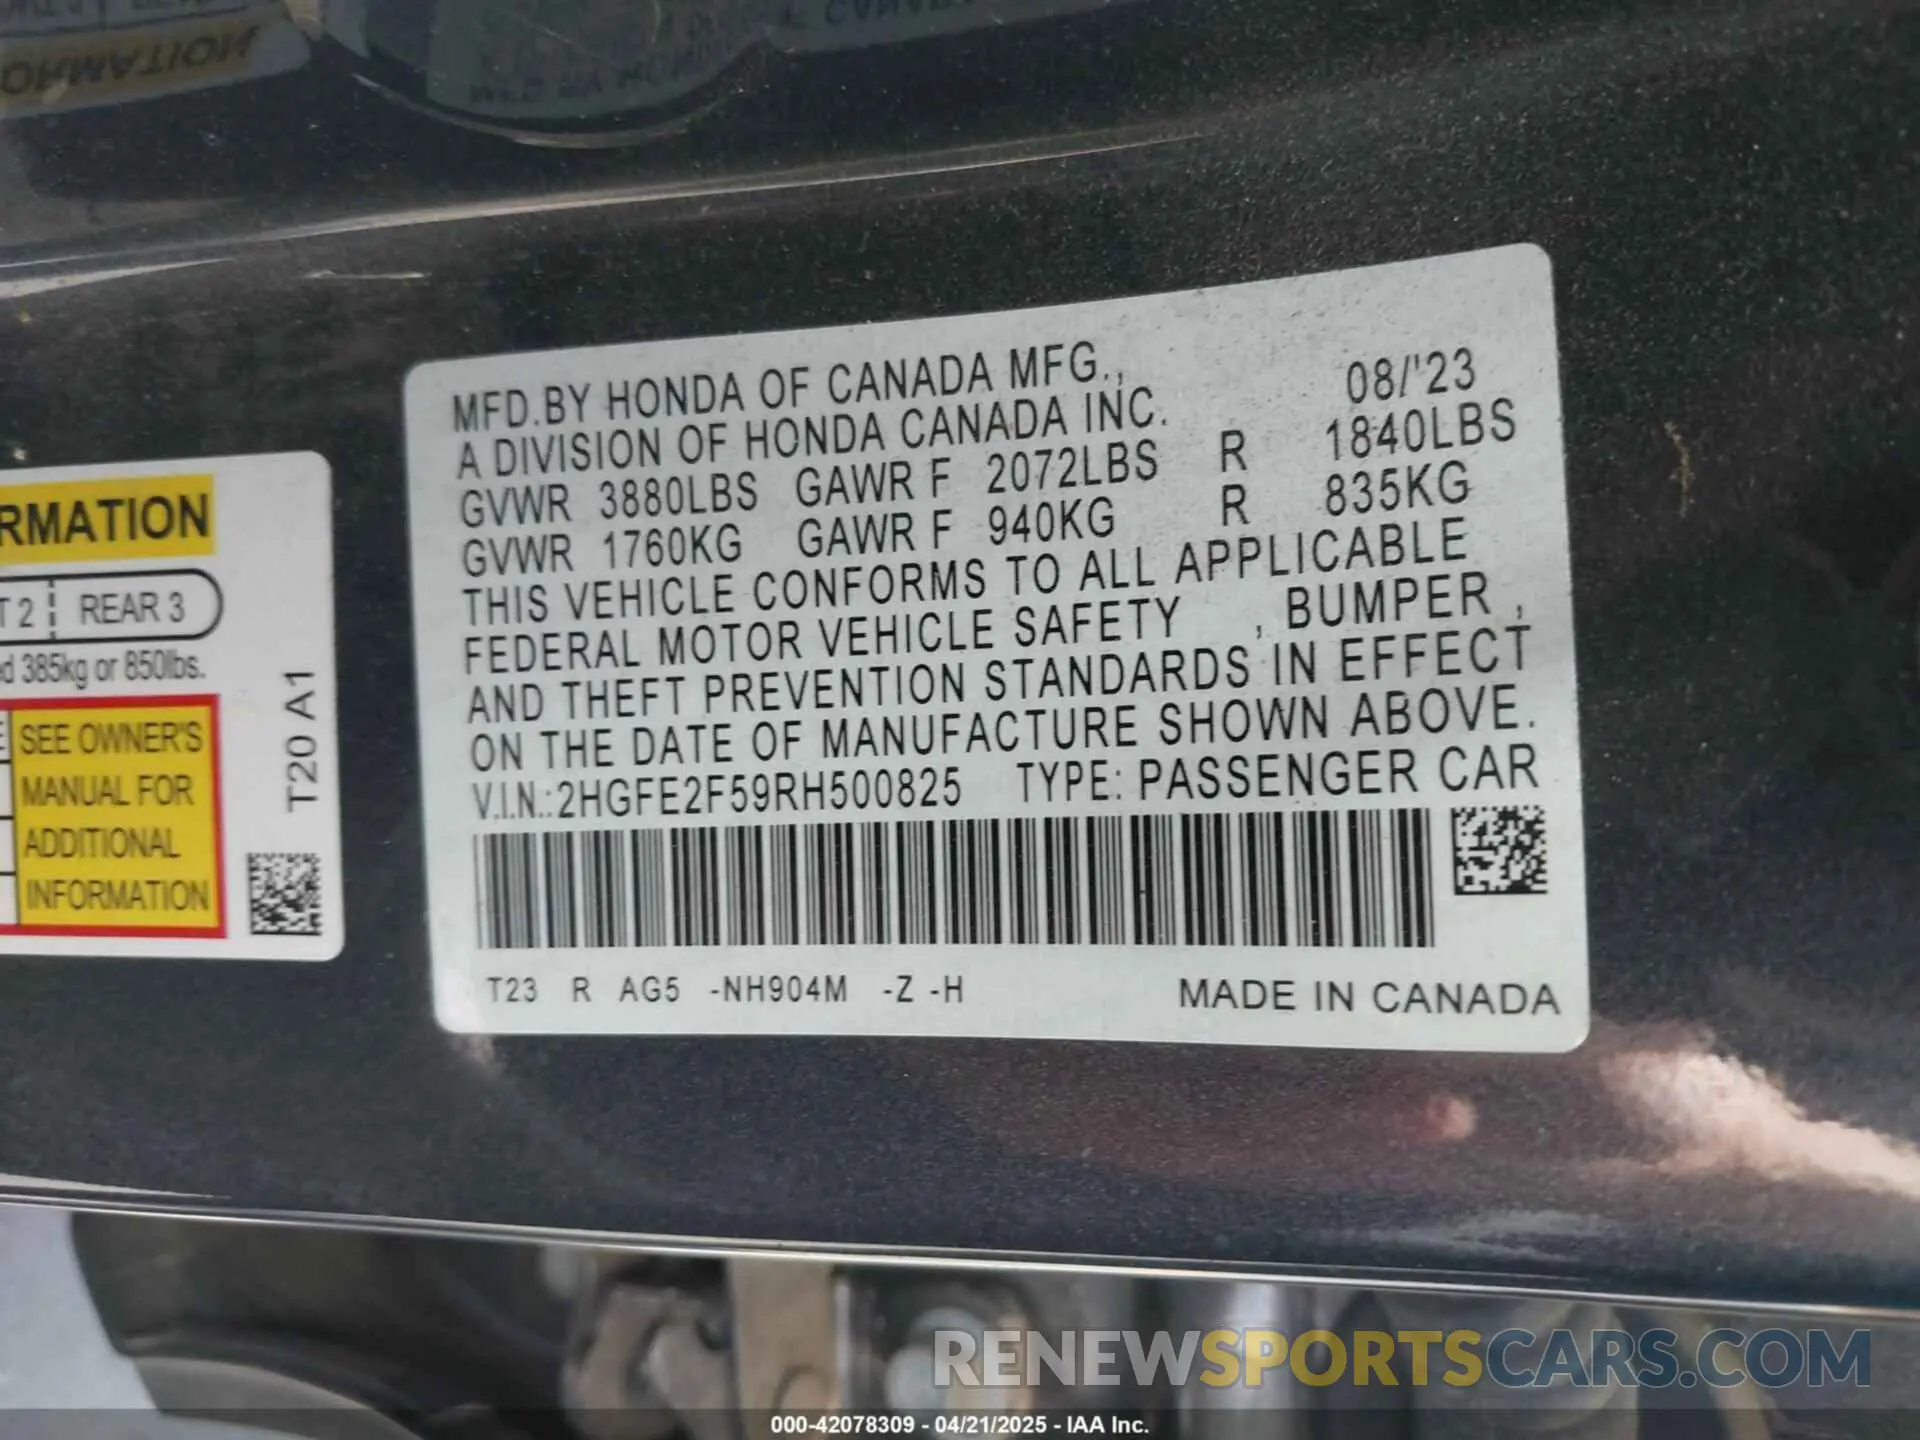 ORMATION
RMATION
T 2 REAR 3
ed 385kg or 850lbs.
SEE OWNER'S
MANUAL FOR
ADDITIONAL
INFORMATION
T20 A1
MFD.BY HONDA OF CANADA MFG., 08/'23
A DIVISION OF HONDA CANADA INC.
GVWR 3880LBS GAWR F 2072LBS R 1840LBS
GVWR 1760KG GAWR F 940KG R 835KG
THIS VEHICLE CONFORMS TO ALL APPLICABLE
FEDERAL MOTOR VEHICLE SAFETY , BUMPER ,
AND THEFT PREVENTION STANDARDS IN EFFECT
ON THE DATE OF MANUFACTURE SHOWN ABOVE.
V.I.N.:2HGFE2F59RH500825 TYPE: PASSENGER CAR
T23 R AG5 -NH904M -Z -H MADE IN CANADA
RENEWSPORTSCARS.COM
000-42078309 - 04/21/2025 - IAA Inc.